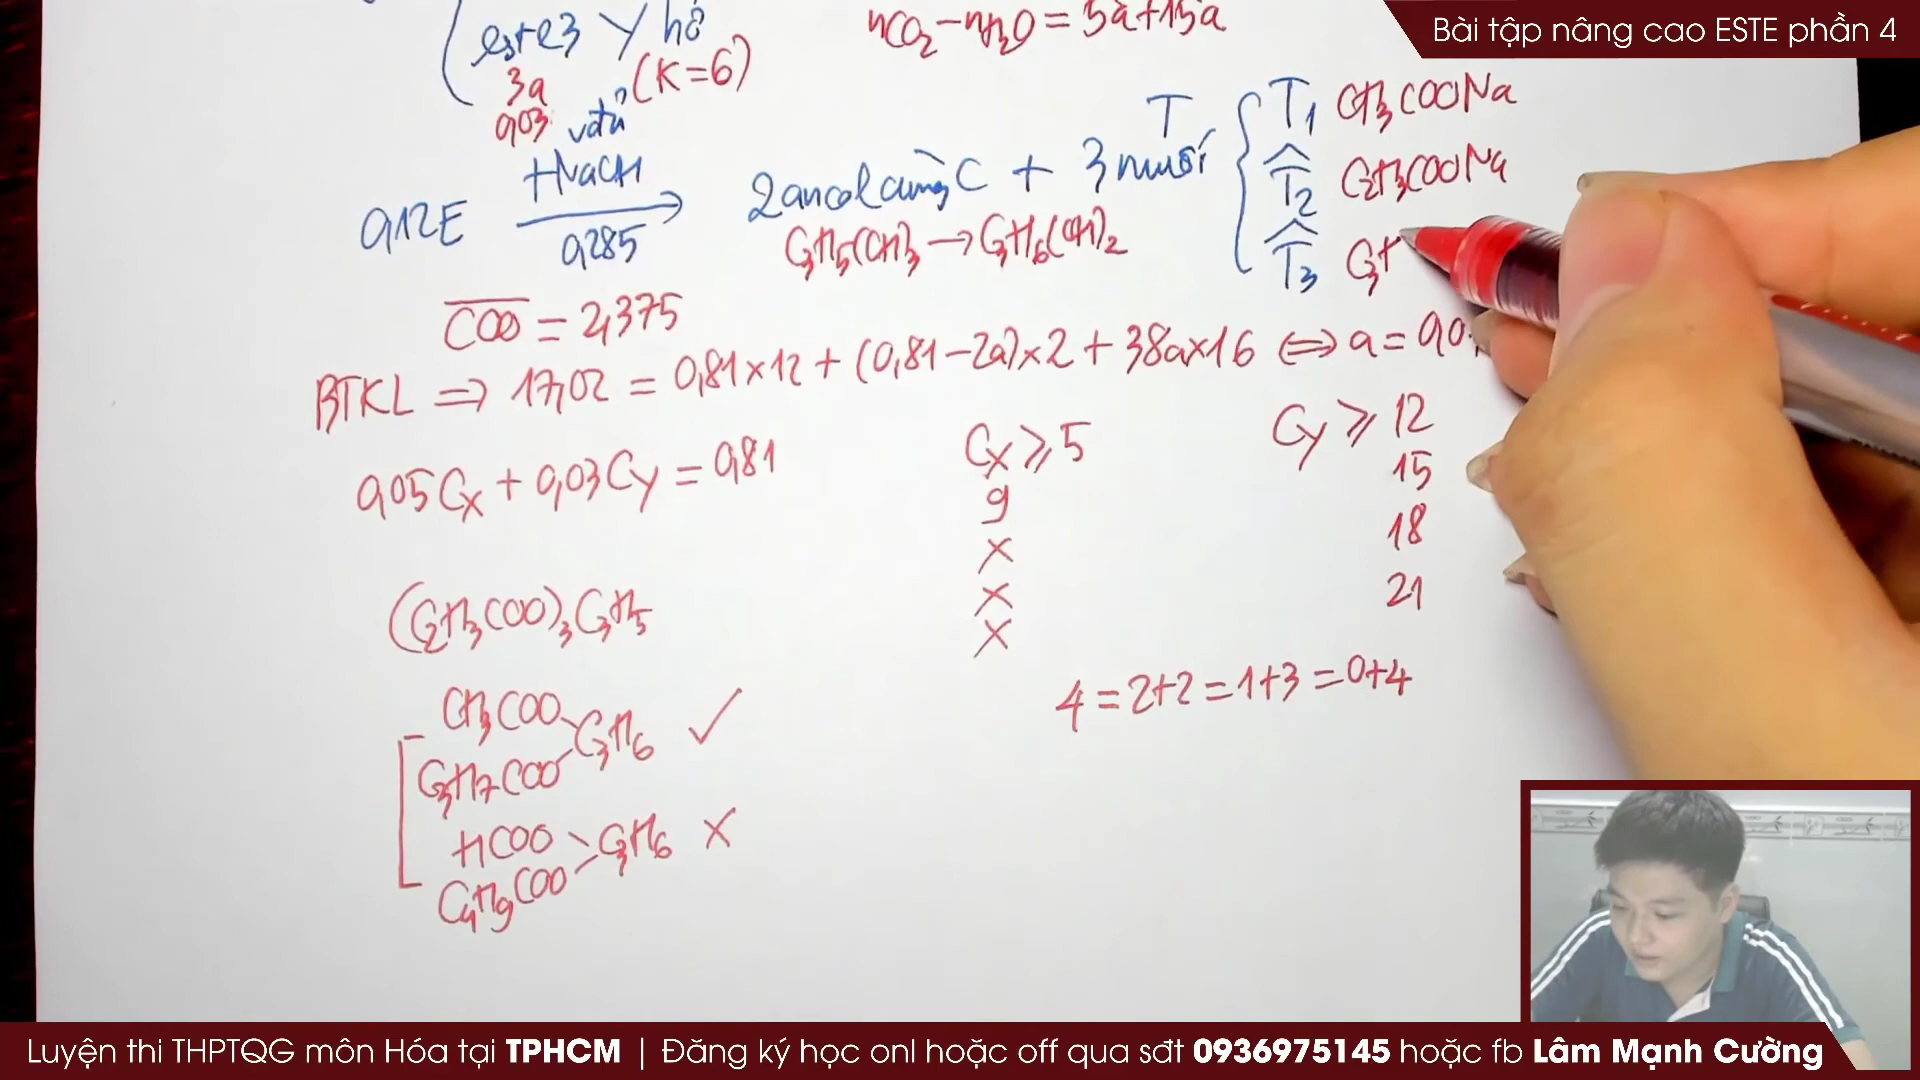 Bài tập nâng cao ESTE phần 4
este3 Y hở
nCO2 - nH2O = 5a + 15a
3a
(K=6)
0,03
vđủ
T
T1 CH3COONa
0,12E +NaOH 0,285 → 2 ancol cùng C + 3 muối
T2 C2H3COONa
C3H5(OH)3 → C3H6(OH)2
T3 C3H
COO = 2,375
BTKL ⇒ 17,02 = 0,81×12 + (0,81-2a)×2 + 38a×16 ⇔ a = 0,0
0,05Cx + 0,03Cy = 0,81
Cx ⩾ 5
Cy ⩾ 12
9
15
x
18
x
21
x
(C2H3COO)3C3H5
4 = 2+2 = 1+3 = 0+4
CH3COO
C3H6 ✓
C3H7COO
HCOO
C3H6 x
C4H9COO
Luyện thi THPTQG môn Hóa tại TPHCM | Đăng ký học onl hoặc off qua sđt 0936975145 hoặc fb Lâm Mạnh Cường